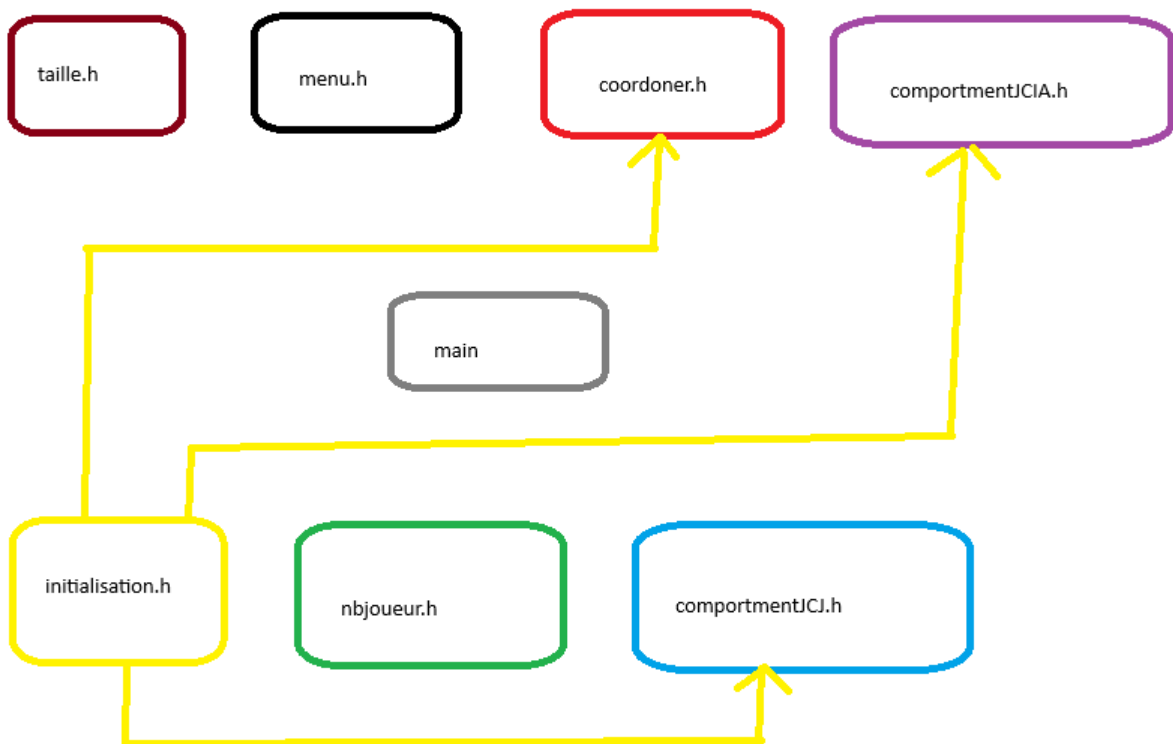 taille.h
menu.h
coordoner.h
comportmentJCIA.h
main
initialisation.h
nbjoueur.h
comportmentJCJ.h